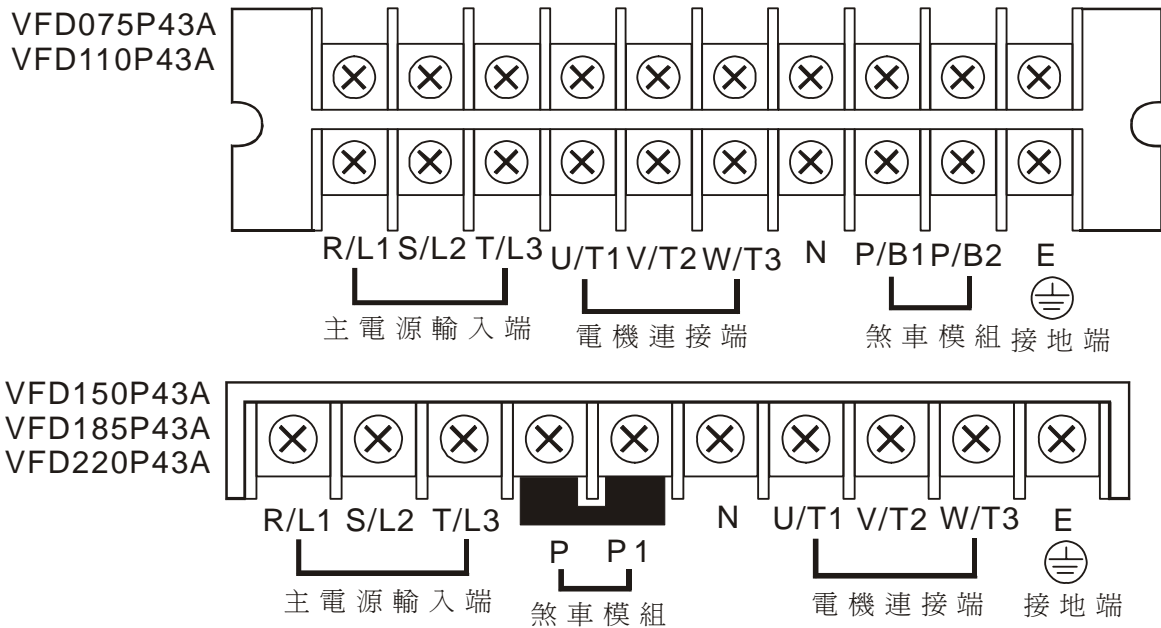 VFD075P43A
VFD110P43A
R/L1 S/L2 T/L3 U/T1 V/T2 W/T3 N P/B1 P/B2 E
主電源輸入端 電機連接端 煞車模組 接地端
VFD150P43A
VFD185P43A
VFD220P43A
R/L1 S/L2 T/L3 N U/T1 V/T2 W/T3 E
P P1
主電源輸入端 煞車模組 電機連接端 接地端